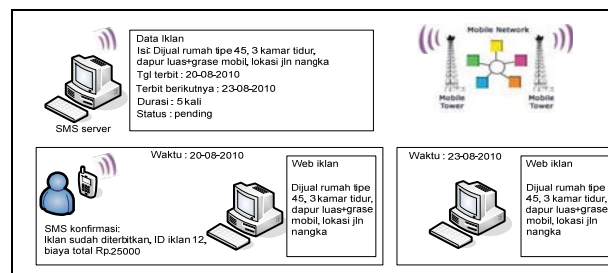 Data Iklan
Isi: Dijual rumah tipe 45, 3 kamar tidur,
dapur luas+grase mobil, lokasi jln nangka
Tgl terbit : 20-08-2010
Terbit berikutnya : 23-08-2010
Durasi : 5 kali
Status : pending
SMS server
Mobile Network
Mobile
Tower
Mobile
Tower
Waktu : 20-08-2010
Web iklan
Dijual rumah tipe
45, 3 kamar tidur,
dapur luas+grase
mobil, lokasi jln
nangka
SMS konfirmasi:
Iklan sudah diterbitkan, ID iklan 12,
biaya total Rp.25000
Waktu : 23-08-2010
Web iklan
Dijual rumah tipe
45, 3 kamar tidur,
dapur luas+grase
mobil, lokasi jln
nangka